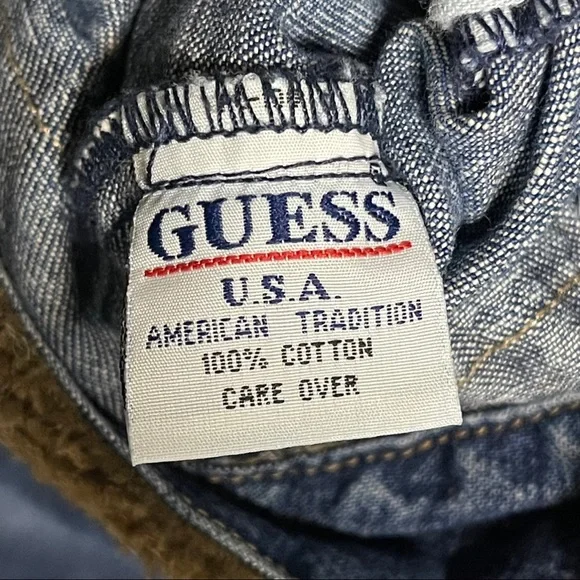 GUESS
U.S.A.
AMERICAN TRADITION
100% COTTON
CARE OVER